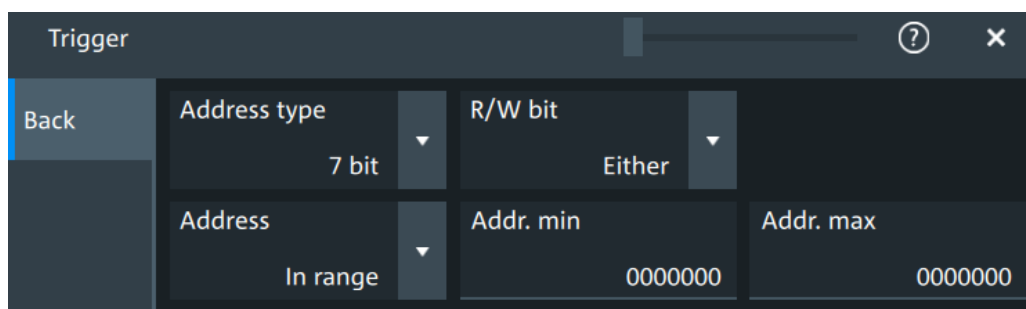 Trigger
?
Back
Address type
R/W bit
7 bit
Either
Address
Addr. min
Addr. max
In range
0000000
0000000